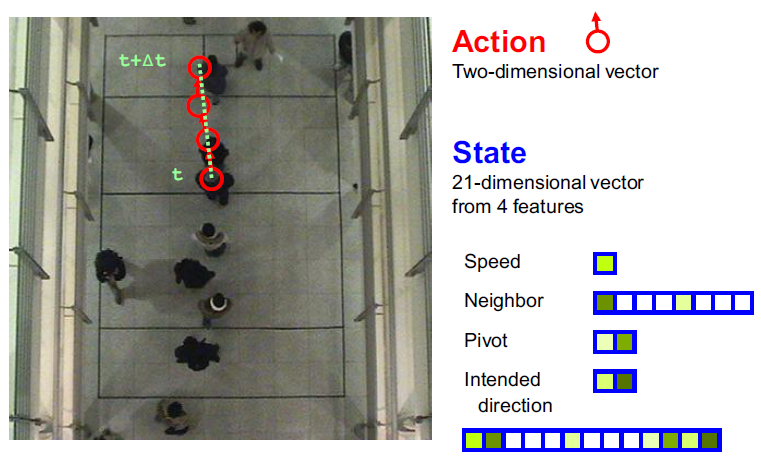 t+Δt
t
Action
Two-dimensional vector
State
21-dimensional vector
from 4 features
Speed
Neighbor
Pivot
Intended
direction